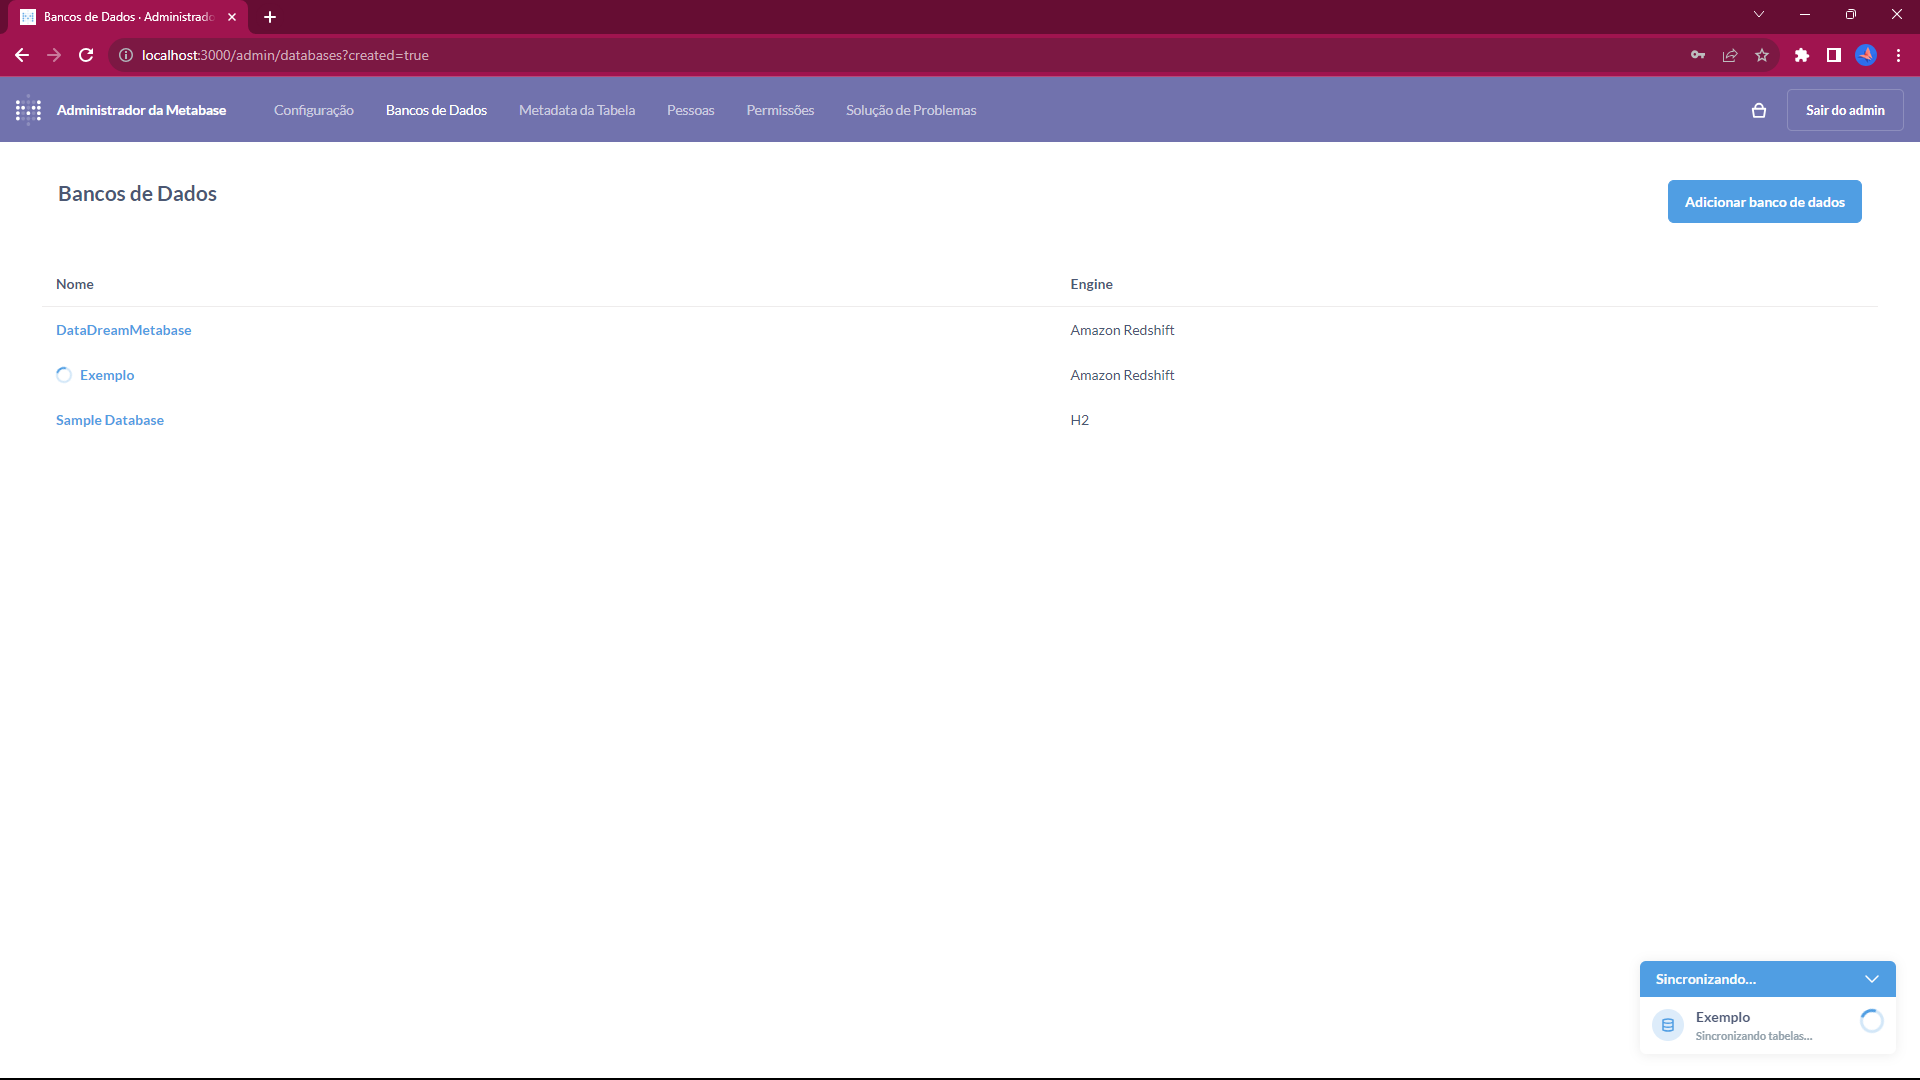 Bancos de Dados · Administrado
localhost:3000/admin/databases?created=true
Administrador da Metabase
Configuração
Bancos de Dados
Metadata da Tabela
Pessoas
Permissões
Solução de Problemas
Sair do admin
Bancos de Dados
Adicionar banco de dados
Nome
Engine
DataDreamMetabase
Amazon Redshift
Exemplo
Amazon Redshift
Sample Database
H2
Sincronizando...
Exemplo
Sincronizando tabelas...